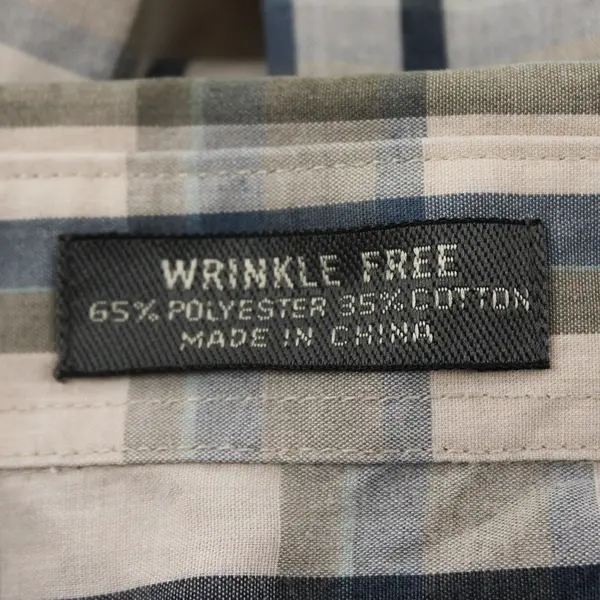 WRINKLE FREE
65% POLYESTER 35% COTTON
MADE IN CHINA